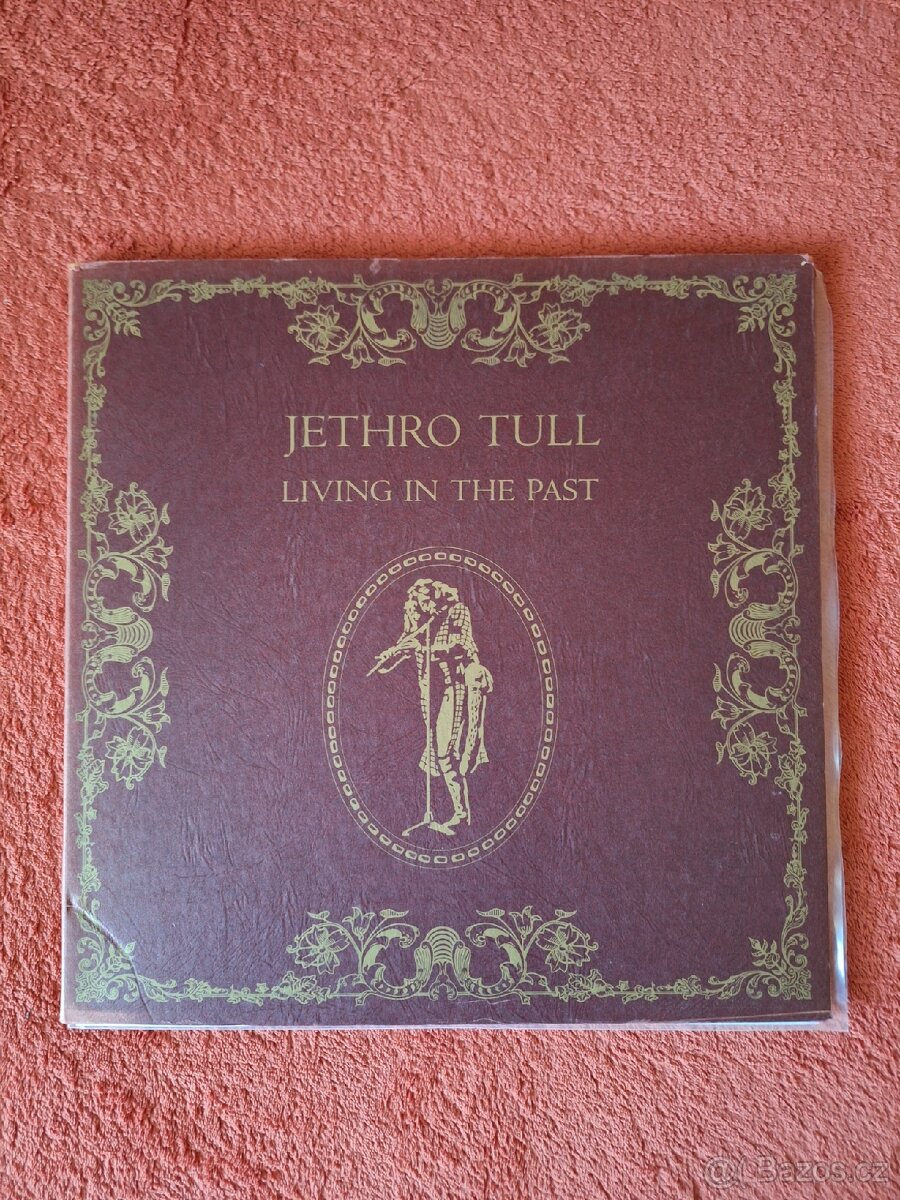 JETHRO TULL
LIVING IN THE PAST
@| Bazos.cz